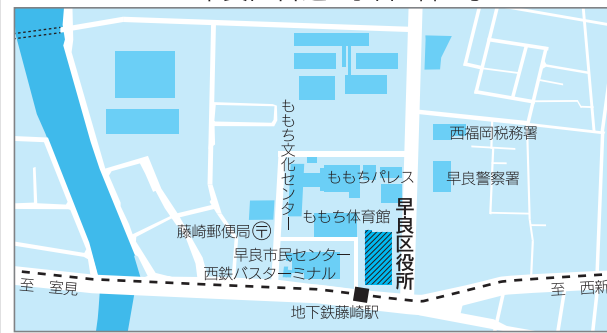 西福岡税務署
ももち文化センター
ももちパレス
早良警察署
ももち体育館
早良区役所
藤崎郵便局〒
早良市民センター
西鉄バスターミナル
至 室見
至 西新
地下鉄藤崎駅